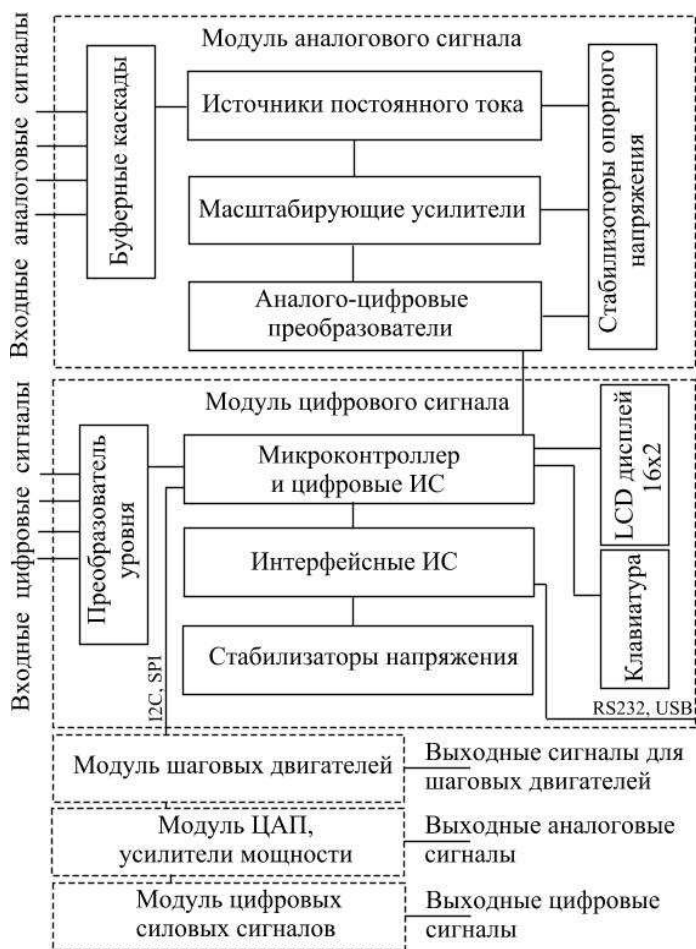 Входные аналоговые сигналы
Модуль аналогового сигнала
Буферные каскады
Источники постоянного тока
Масштабирующие усилители
Аналого-цифровые
преобразователи
Стабилизоторы опорного
напряжения
Входные цифровые сигналы
Модуль цифрового сигнала
Преобразователь
уровня
Микроконтроллер
и цифровые ИС
Интерфейсные ИС
Стабилизаторы напряжения
LCD дисплей
16x2
Клавиатура
I2C, SPI
RS232, USB
Модуль шаговых двигателей
Выходные сигналы для
шаговых двигателей
Модуль ЦАП,
усилители мощности
Выходные аналоговые
сигналы
Модуль цифровых
силовых сигналов
Выходные цифровые
сигналы